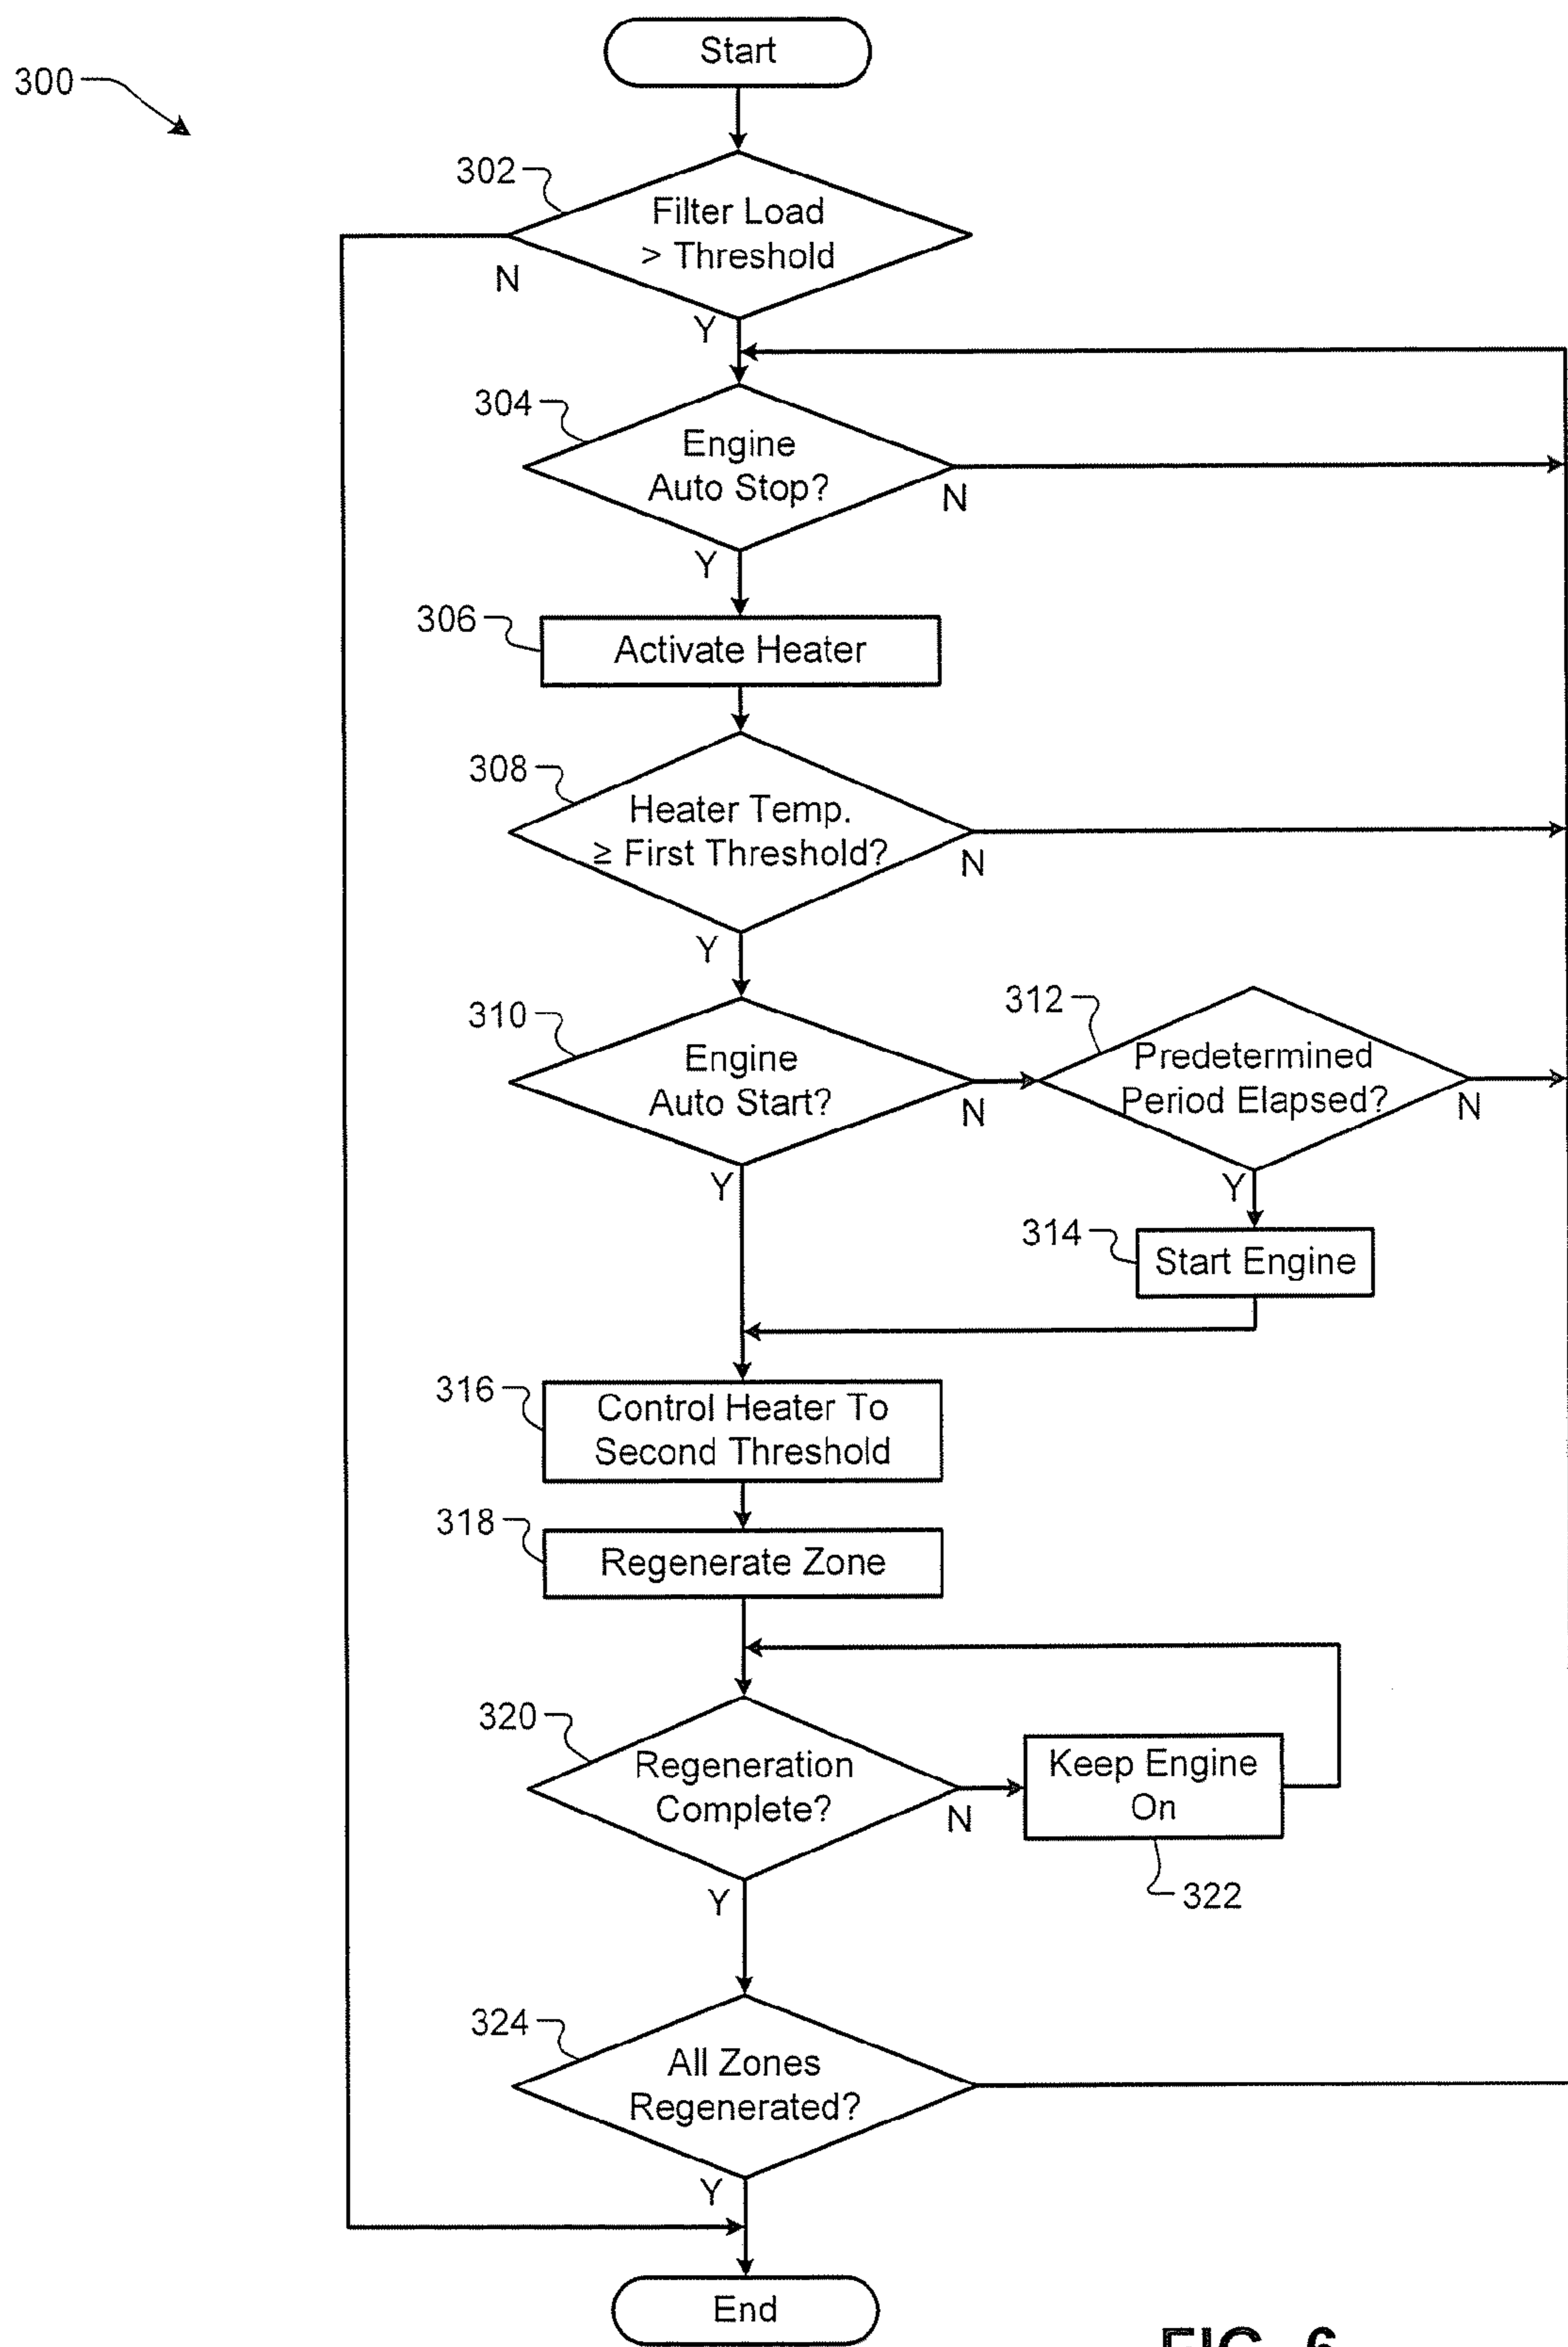 300
Start
302
Filter Load
> Threshold
N
Y
304
Engine
Auto Stop?
N
Y
306
Activate Heater
308
Heater Temp.
≥ First Threshold?
N
Y
310
Engine
Auto Start?
N
Y
312
Predetermined
Period Elapsed?
N
Y
314
Start Engine
316
Control Heater To
Second Threshold
318
Regenerate Zone
320
Regeneration
Complete?
N
Keep Engine
On
322
Y
324
All Zones
Regenerated?
Y
End
FIG. 6